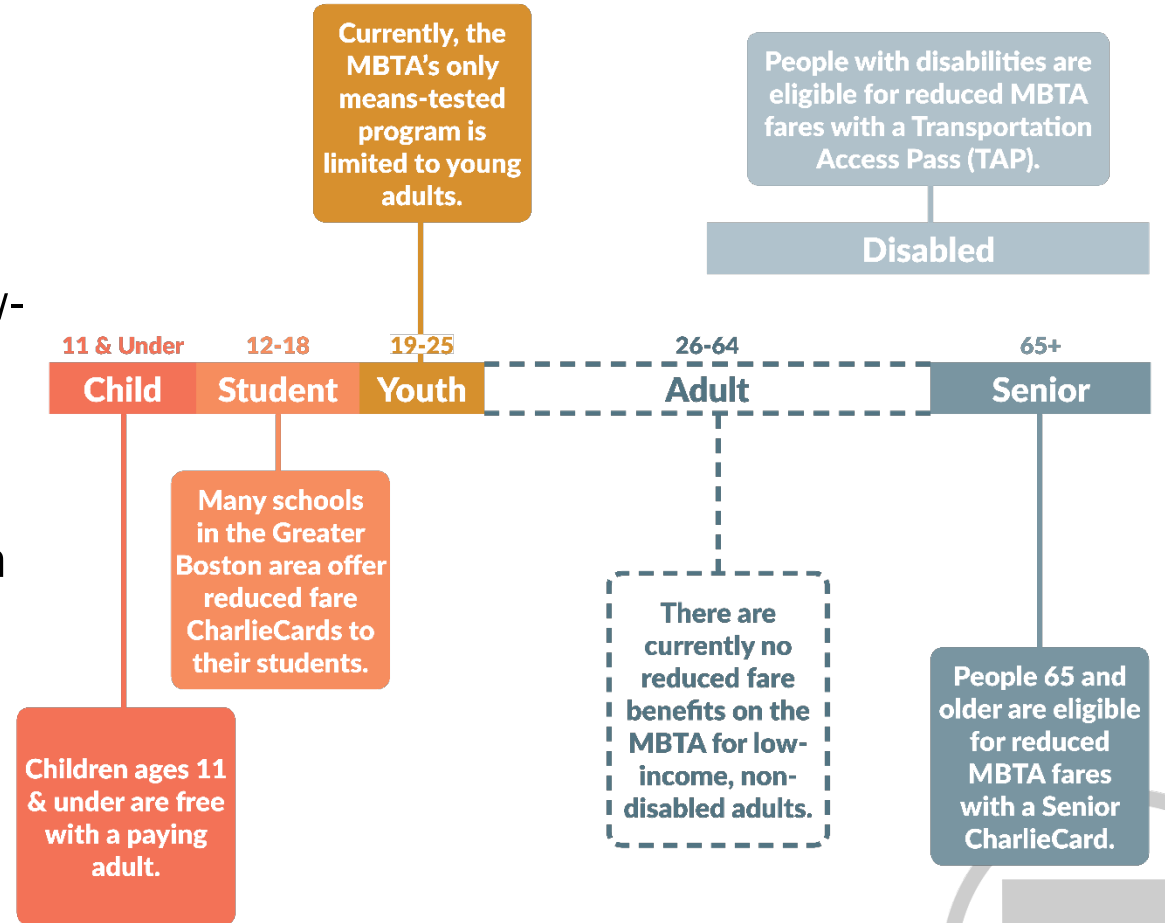 Currently, the
MBTA’s only
means-tested
program is
limited to young
adults.
People with disabilities are
eligible for reduced MBTA
fares with a Transportation
Access Pass (TAP).
Disabled
11 & Under
12-18
19-25
26-64
65+
Child
Student
Youth
Adult
Senior
Many schools
in the Greater
Boston area offer
reduced fare
CharlieCards to
their students.
Children ages 11
& under are free
with a paying
adult.
There are
currently no
reduced fare
benefits on the
MBTA for low-
income, non-
disabled adults.
People 65 and
older are eligible
for reduced
MBTA fares
with a Senior
CharlieCard.